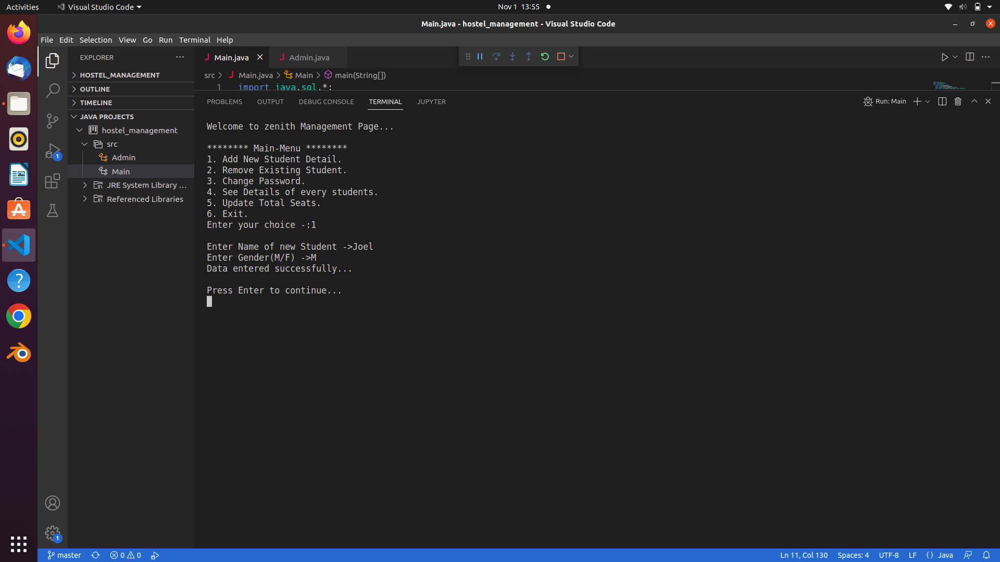 Activities
Visual Studio Code
Nov 1 13:55
Main.java - hostel_management - Visual Studio Code
File Edit Selection View Go Run Terminal Help
EXPLORER
HOSTEL_MANAGEMENT
OUTLINE
TIMELINE
JAVA PROJECTS
hostel_management
src
Admin
Main
JRE System Library ...
Referenced Libraries
1
1
J Main.java
J Admin.java
src > J Main.java > Main > main(String[])
1 import java.sql.*;
PROBLEMS OUTPUT DEBUG CONSOLE TERMINAL JUPYTER
Run: Main
Welcome to zenith Management Page...
******** Main-Menu ********
1. Add New Student Detail.
2. Remove Existing Student.
3. Change Password.
4. See Details of every students.
5. Update Total Seats.
6. Exit.
Enter your choice -:1
Enter Name of new Student ->Joel
Enter Gender(M/F) ->M
Data entered successfully...
Press Enter to continue...
master
0 0
Ln 11, Col 130
Spaces: 4
UTF-8
LF
{ } Java